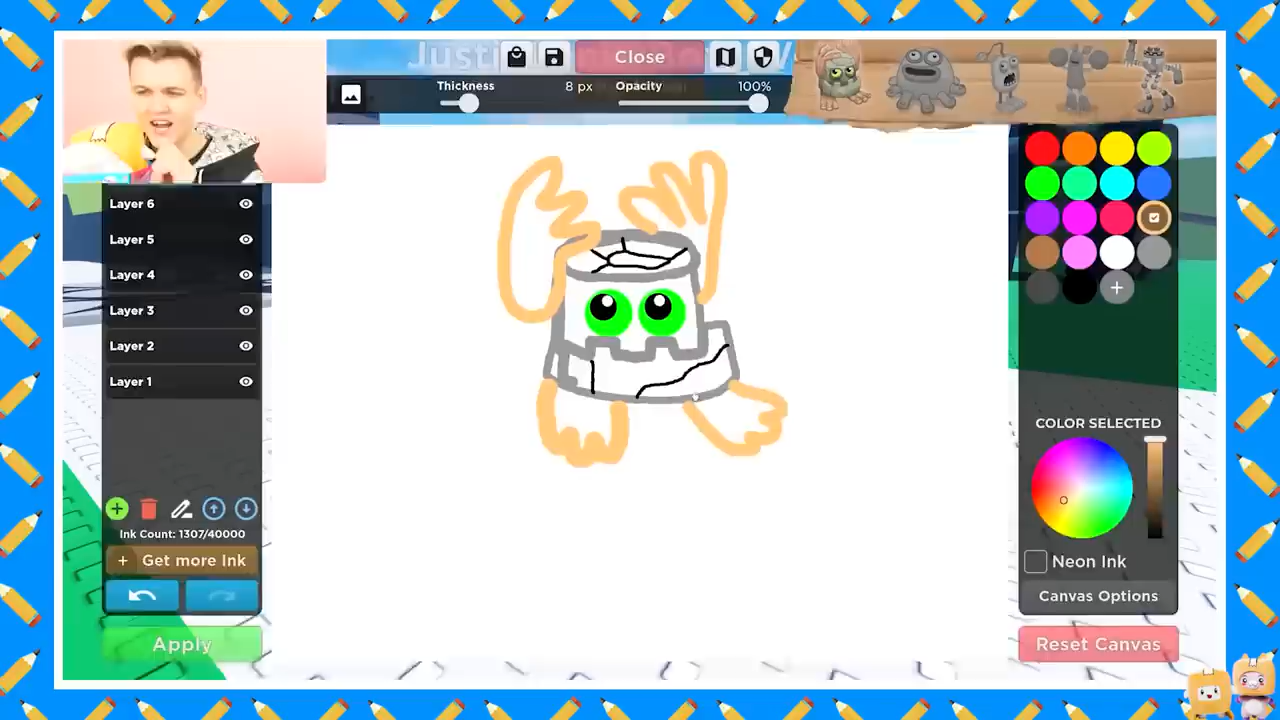 Justi
Close
Thickness
8 px
Opacity
100%
Layer 6
Layer 5
Layer 4
Layer 3
Layer 2
Layer 1
Ink Count: 1307/40000
+ Get more Ink
Apply
COLOR SELECTED
Neon Ink
Canvas Options
Reset Canvas